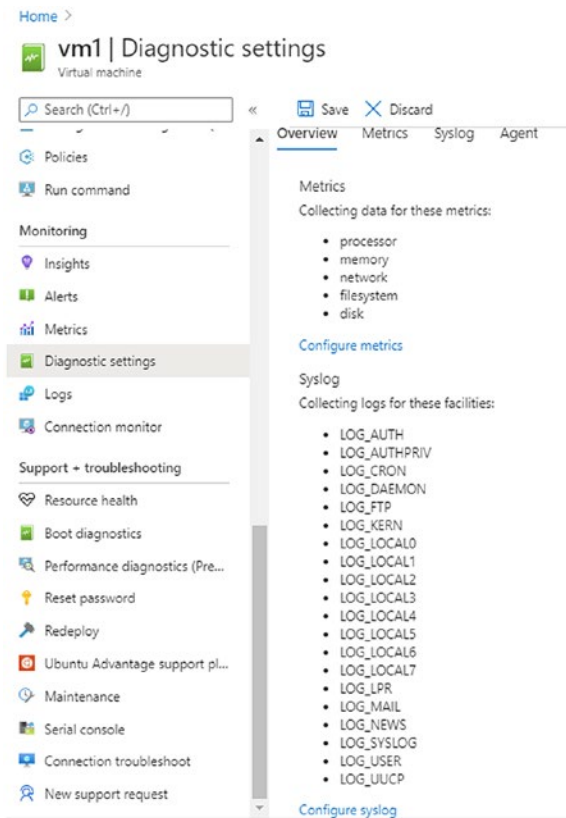 Home >
vm1 | Diagnostic settings
Virtual machine
Search (Ctrl+/)
«
Policies
Run command
Monitoring
Insights
Alerts
Metrics
Diagnostic settings
Logs
Connection monitor
Support + troubleshooting
Resource health
Boot diagnostics
Performance diagnostics (Pre...
Reset password
Redeploy
Ubuntu Advantage support pl...
Maintenance
Serial console
Connection troubleshoot
New support request
Save Discard
Overview Metrics Syslog Agent
Metrics
Collecting data for these metrics:
• processor
• memory
• network
• filesystem
• disk
Configure metrics
Syslog
Collecting logs for these facilities:
• LOG_AUTH
• LOG_AUTHPRIV
• LOG_CRON
• LOG_DAEMON
• LOG_FTP
• LOG_KERN
• LOG_LOCAL0
• LOG_LOCAL1
• LOG_LOCAL2
• LOG_LOCAL3
• LOG_LOCAL4
• LOG_LOCAL5
• LOG_LOCAL6
• LOG_LOCAL7
• LOG_LPR
• LOG_MAIL
• LOG_NEWS
• LOG_SYSLOG
• LOG_USER
• LOG_UUCP
Configure syslog